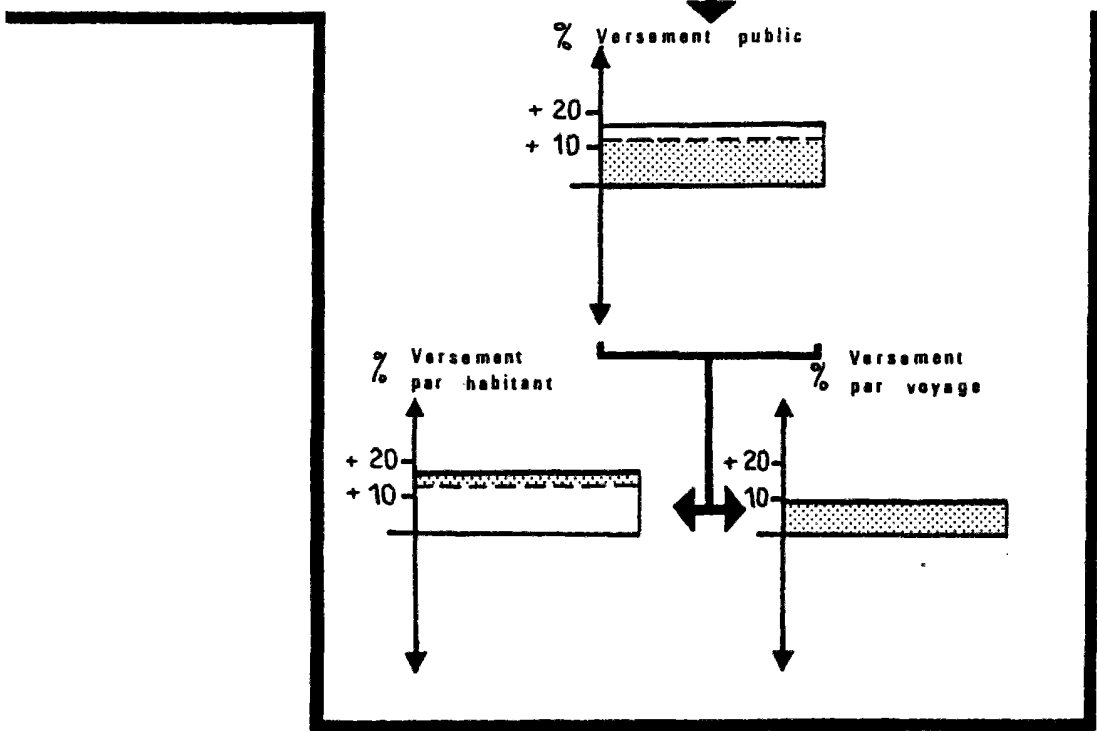 % Versement public
+ 20
+ 10
% Versement
par habitant
+ 20
+ 10
% Versement
par voyage
+ 20
10